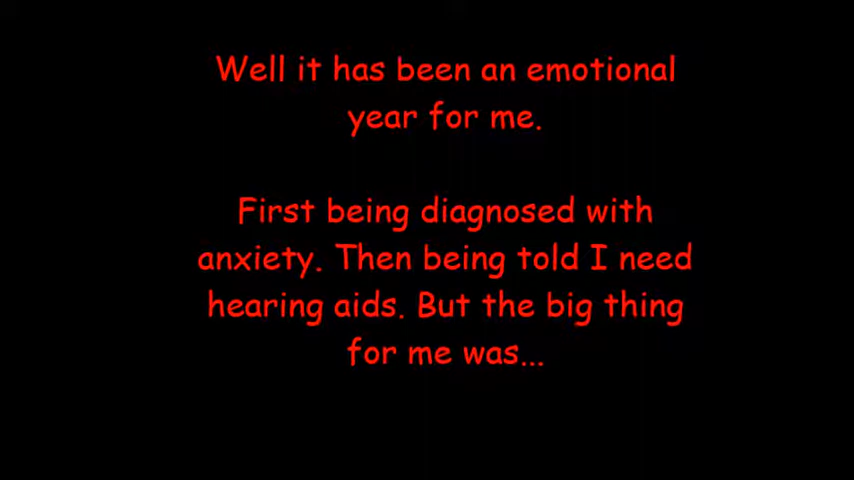 Well it has been an emotional
year for me.
First being diagnosed with
anxiety. Then being told I need
hearing aids. But the big thing
for me was...